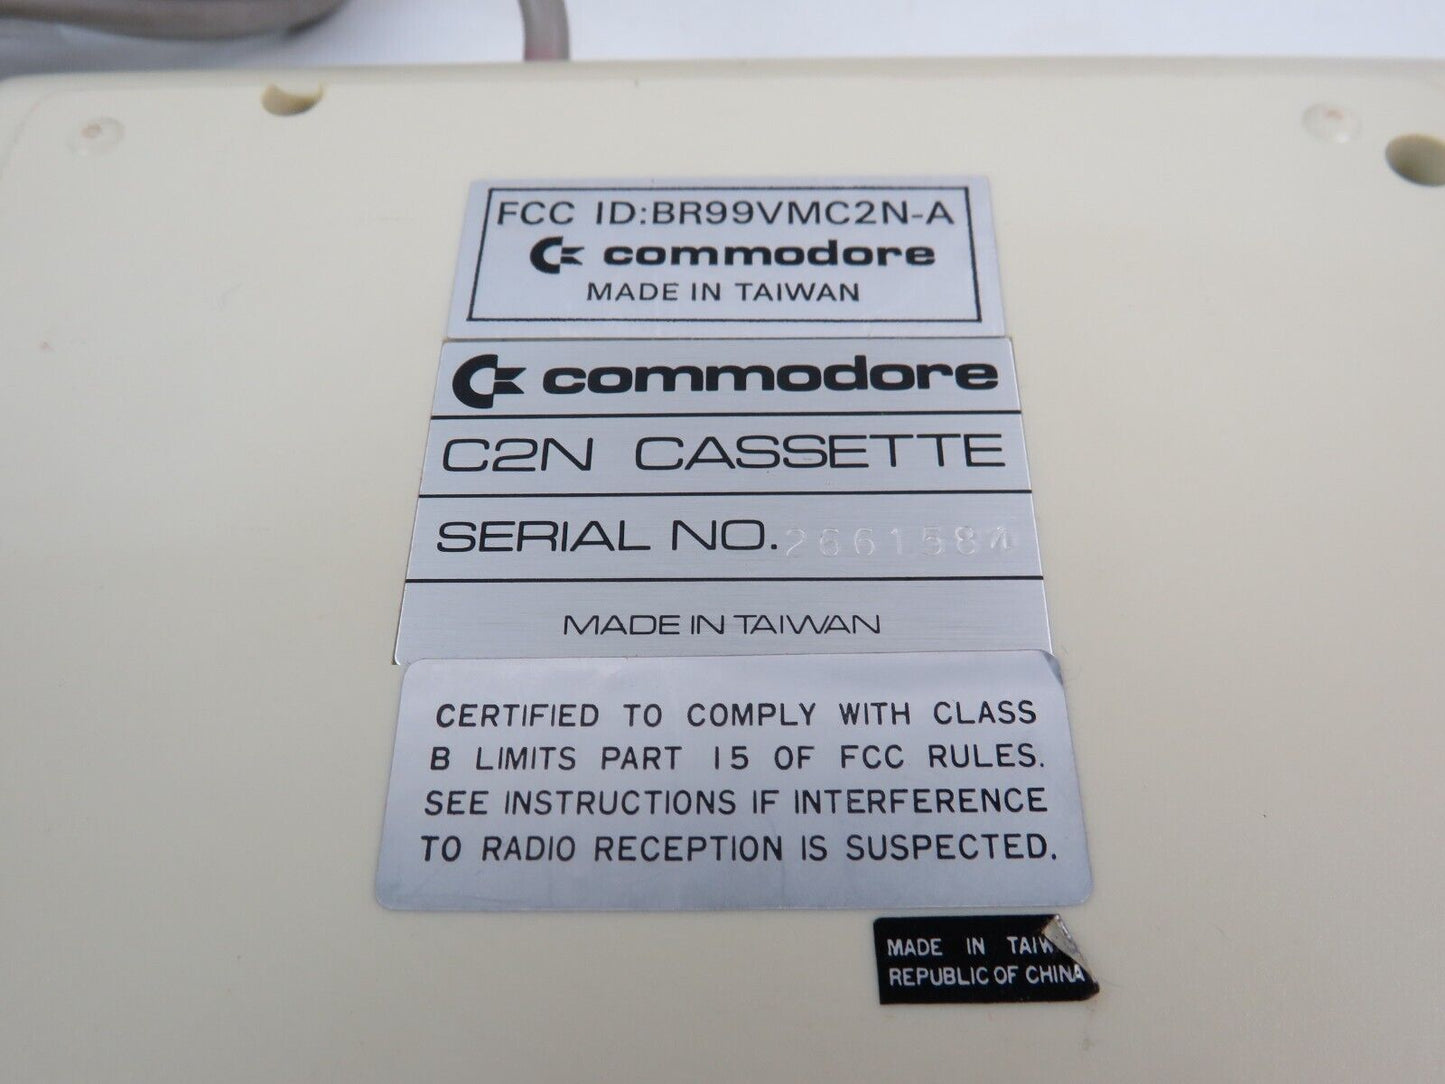 FCC ID:BR99VMC2N-A
commodore
MADE IN TAIWAN
commodore
C2N CASSETTE
SERIAL NO.
MADE IN TAIWAN
CERTIFIED TO COMPLY WITH CLASS
B LIMITS PART 15 OF FCC RULES.
SEE INSTRUCTIONS IF INTERFERENCE
TO RADIO RECEPTION IS SUSPECTED.
MADE IN
REPUBLIC OF CHINA